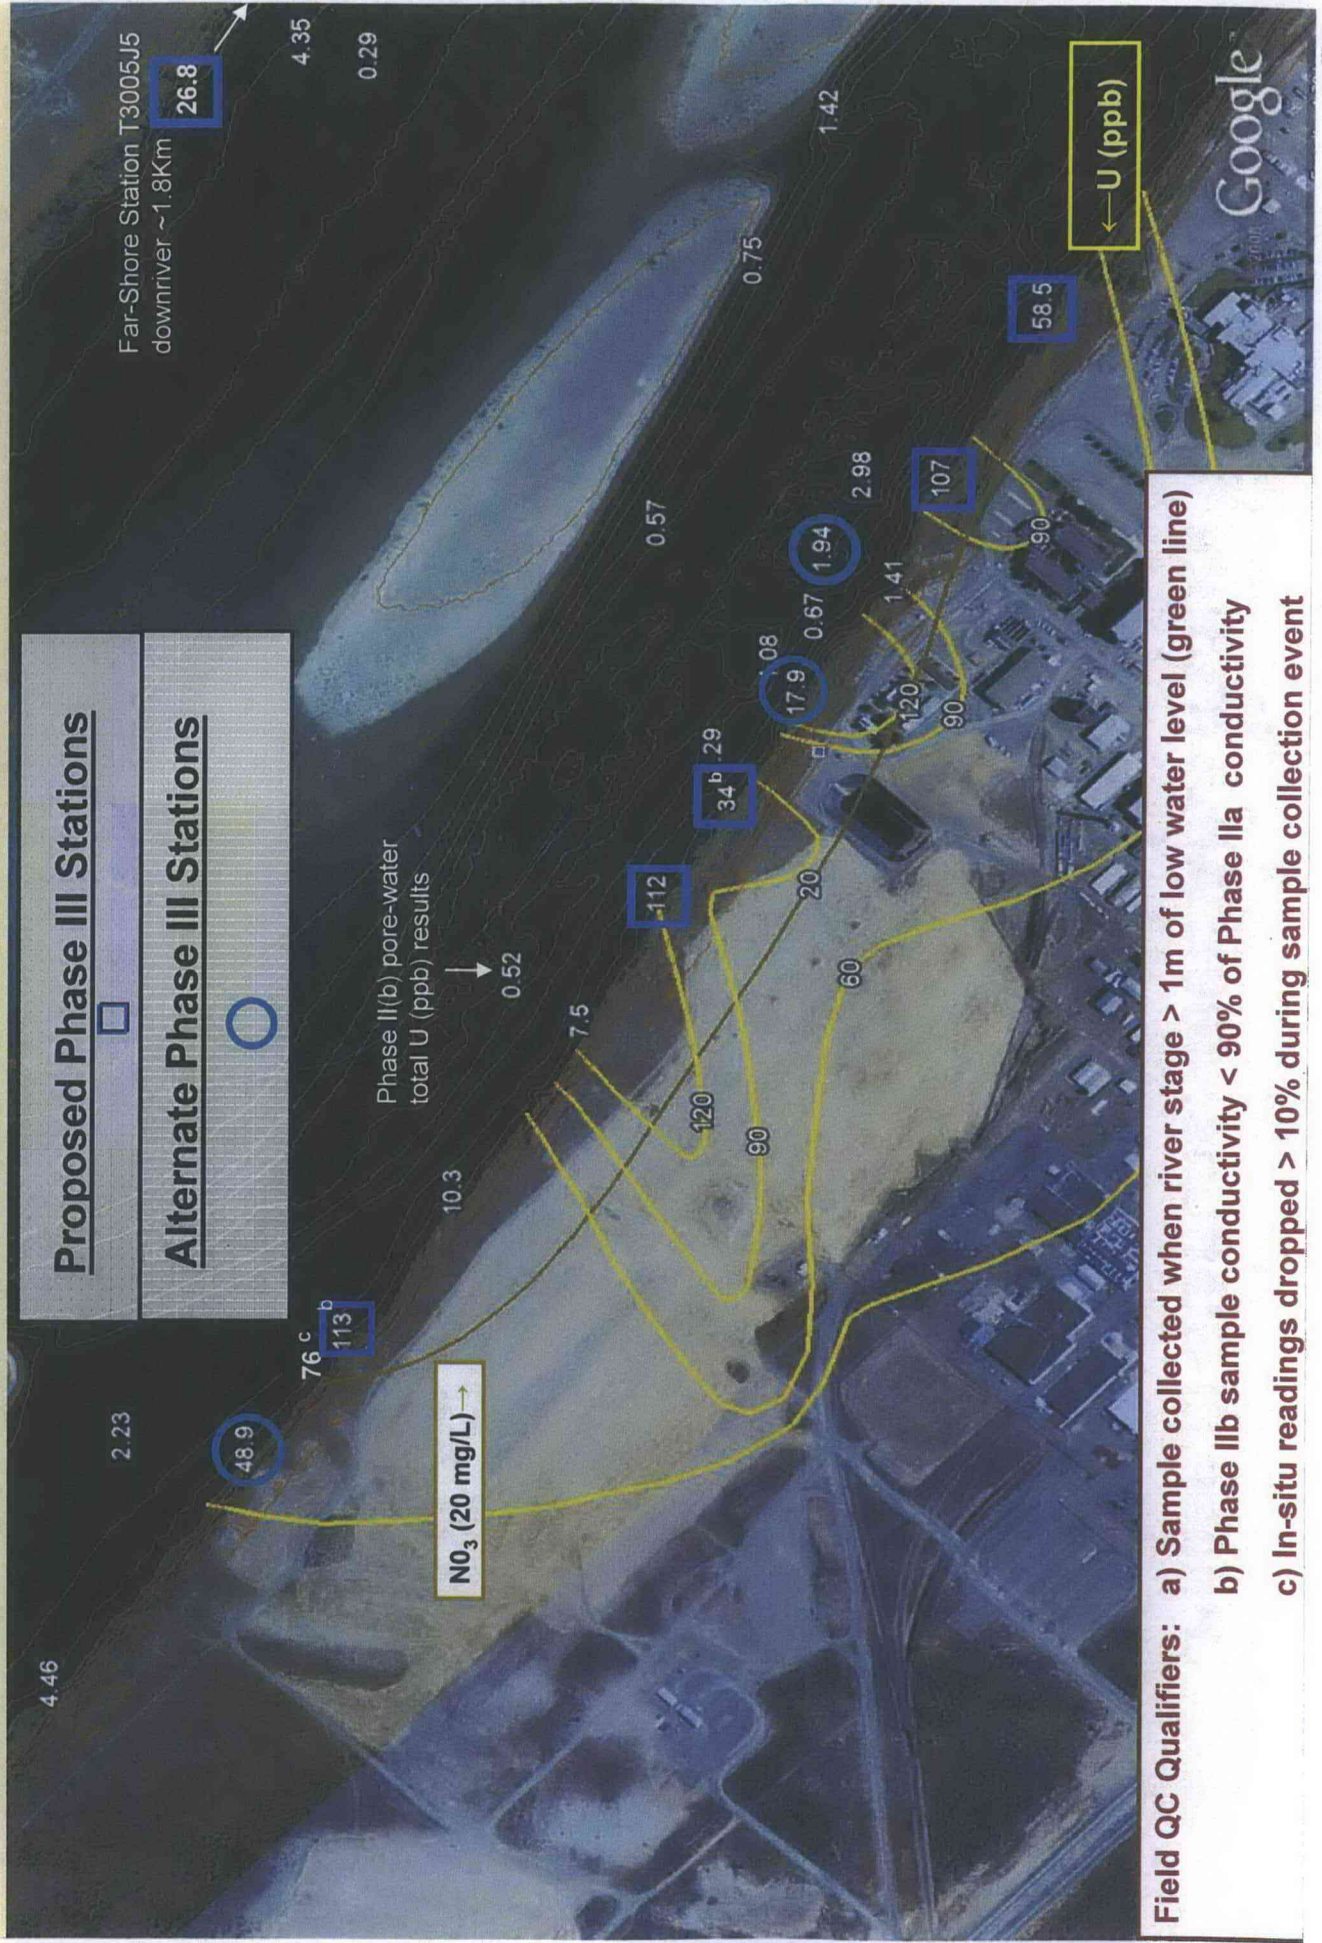 Proposed Phase III Stations
Alternate Phase III Stations
Far-Shore Station T3005J5
downriver ~1.8Km
26.8
4.35
0.29
4.46
2.23
48.9
76 c
113 b
10.3
Phase II(b) pore-water
total U (ppb) results
↓
0.52
7.5
112
34 b
.29
17.9
.08
0.67
1.94
2.98
1.41
107
58.5
0.57
0.75
1.42
N0₃ (20 mg/L)→
120
90
60
20
120
90
90
←U (ppb)
Google
Field QC Qualifiers: a) Sample collected when river stage > 1m of low water level (green line)
b) Phase IIb sample conductivity < 90% of Phase IIa conductivity
c) In-situ readings dropped > 10% during sample collection event